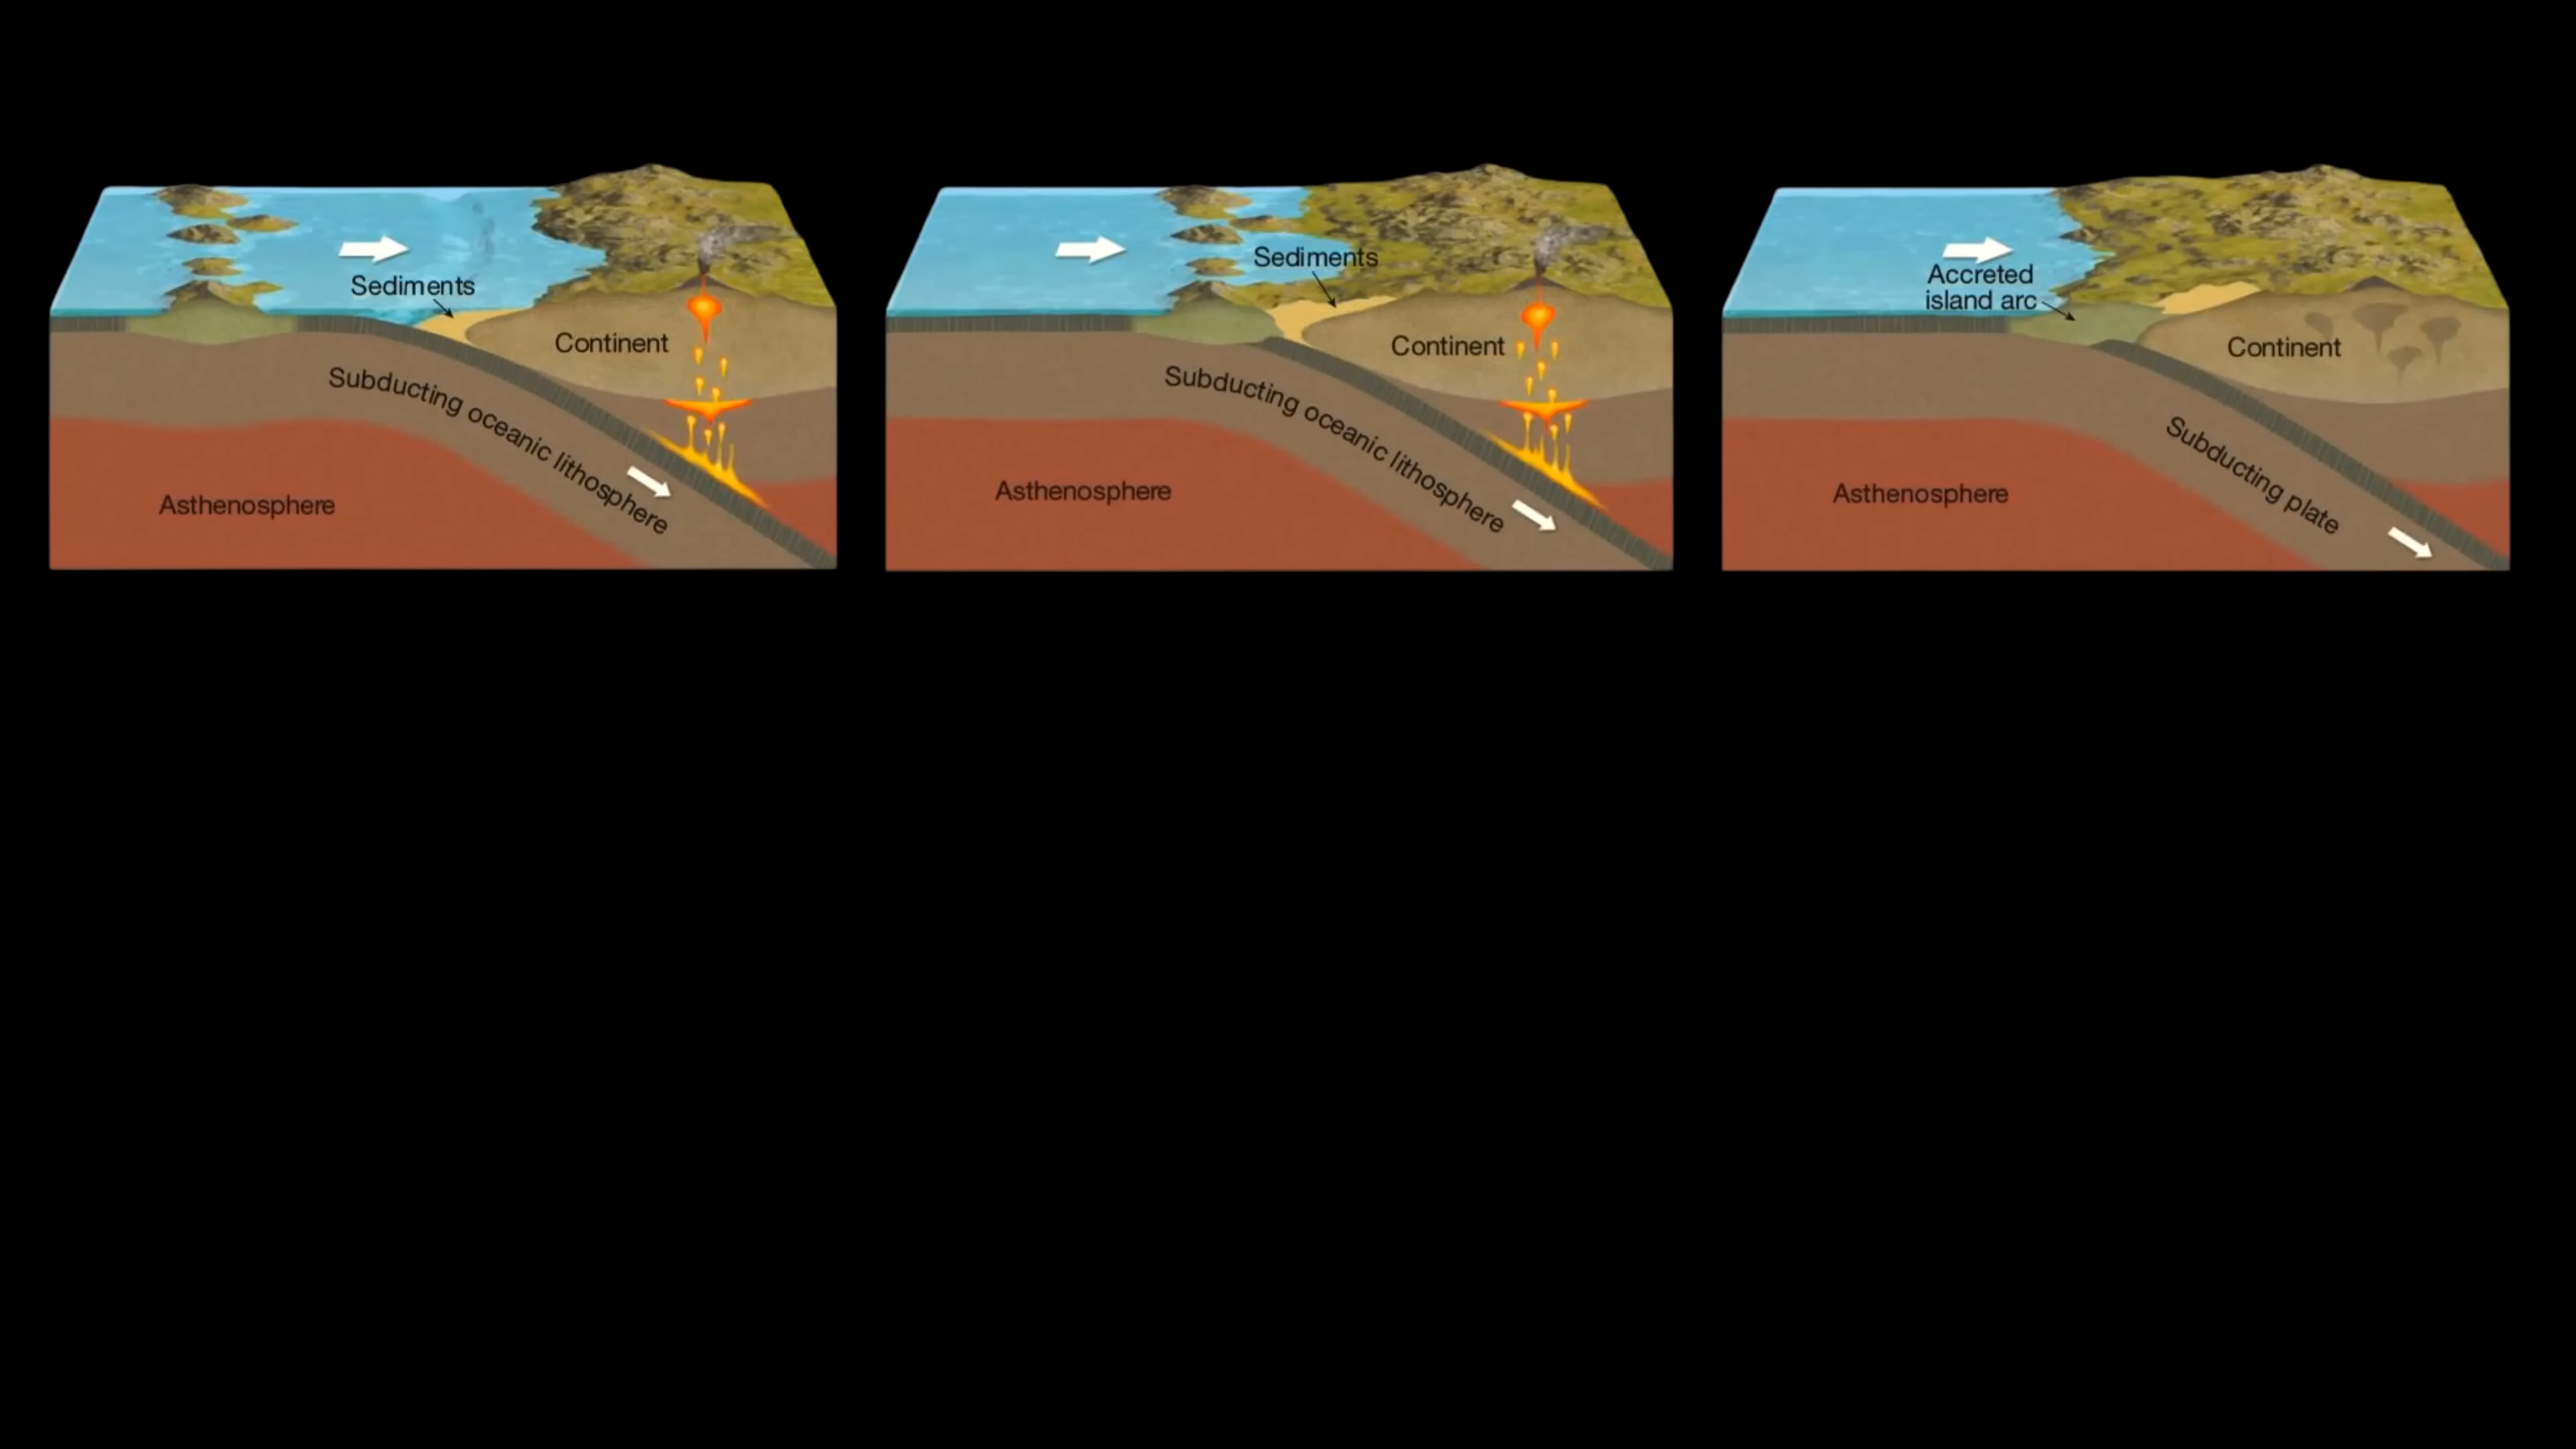 Sediments
Continent
Subducting oceanic lithosphere
Asthenosphere
Sediments
Continent
Subducting oceanic lithosphere
Asthenosphere
Accreted
island arc
Continent
Subducting plate
Asthenosphere